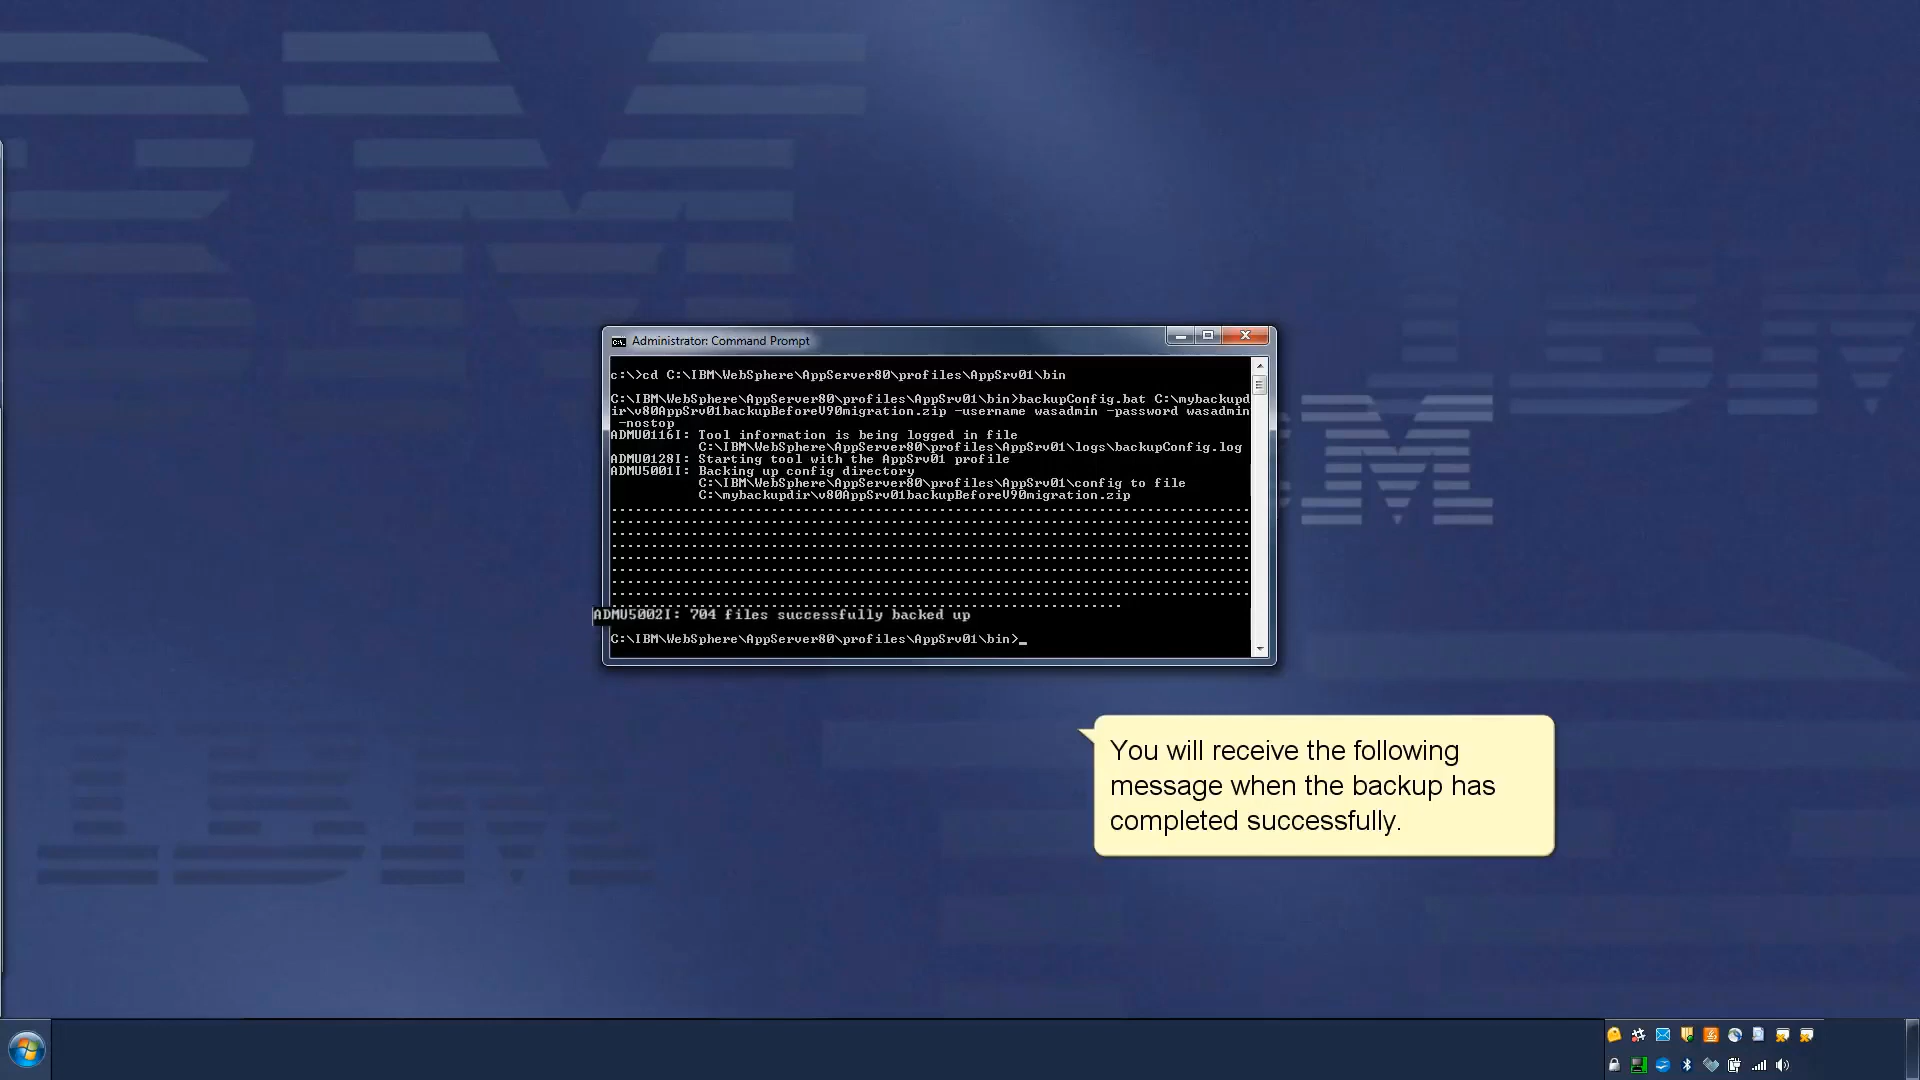 Administrator: Command Prompt
c:\>cd C:\IBM\WebSphere\AppServer80\profiles\AppSrv01\bin
C:\IBM\WebSphere\AppServer80\profiles\AppSrv01\bin>backupConfig.bat C:\mybackupd
ir\v80AppSrv01backupBeforeV90migration.zip -username wasadmin -password wasadmin
-nostop
ADMU0116I: Tool information is being logged in file
C:\IBM\WebSphere\AppServer80\profiles\AppSrv01\logs\backupConfig.log
ADMU0128I: Starting tool with the AppSrv01 profile
ADMU5001I: Backing up config directory
C:\IBM\WebSphere\AppServer80\profiles\AppSrv01\config to file
C:\mybackupdir\v80AppSrv01backupBeforeV90migration.zip
ADMU5002I: 704 files successfully backed up
C:\IBM\WebSphere\AppServer80\profiles\AppSrv01\bin>_
You will receive the following
message when the backup has
completed successfully.